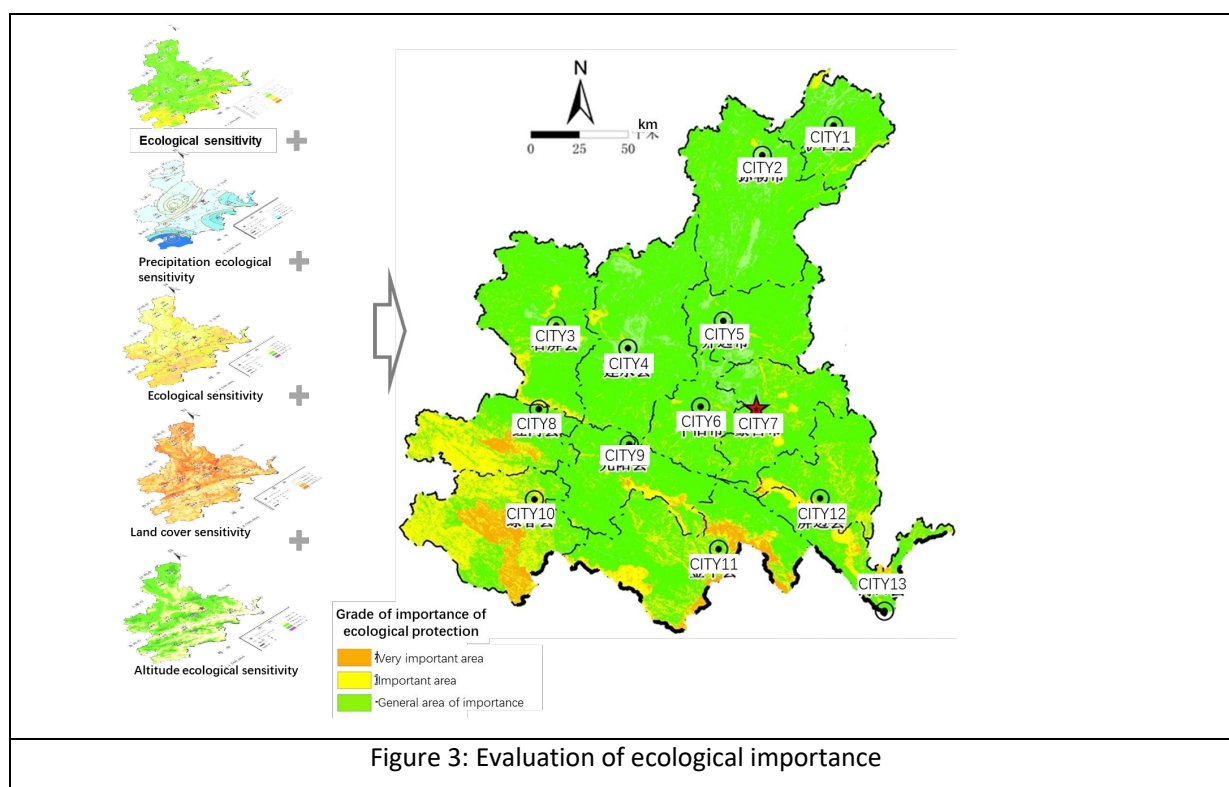 Ecological sensitivity
Precipitation ecological
sensitivity
Ecological sensitivity
Land cover sensitivity
Altitude ecological sensitivity
N
km
0 25 50
CITY1
CITY2
CITY3
CITY4
CITY5
CITY6
CITY7
CITY8
CITY9
CITY10
CITY11
CITY12
CITY13
Grade of importance of
ecological protection
Very important area
Important area
General area of importance
Figure 3: Evaluation of ecological importance